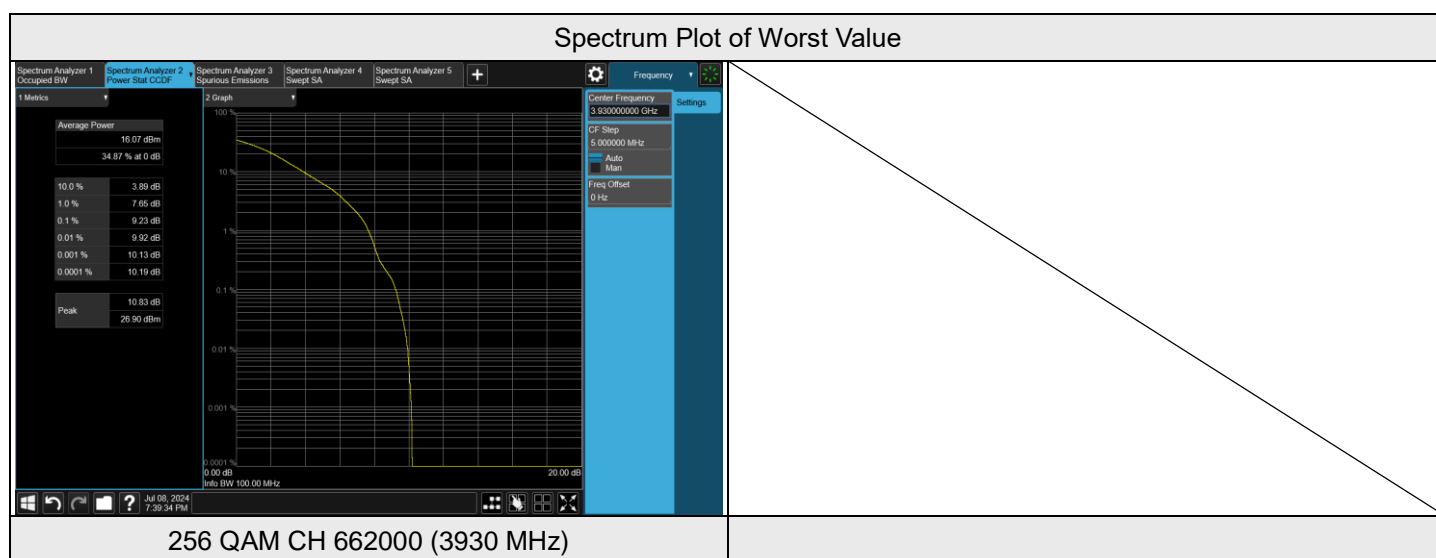 Spectrum Plot of Worst Value
Spectrum Analyzer 1
Occupied BW
Spectrum Analyzer 2
Power Stat CCDF
Spectrum Analyzer 3
Spurious Emissions
Spectrum Analyzer 4
Swept SA
Spectrum Analyzer 5
Swept SA
+
Frequency
1 Metrics
Average Power
16.07 dBm
34.87 % at 0 dB
10.0 % 3.89 dB
1.0 % 7.65 dB
0.1 % 9.23 dB
0.01 % 9.92 dB
0.001 % 10.13 dB
0.0001 % 10.19 dB
Peak
10.83 dB
26.90 dBm
2 Graph
100 %
10 %
1 %
0.1 %
0.01 %
0.001 %
0.0001 %
0.00 dB 20.00 dB
Info BW 100.00 MHz
Center Frequency
3.930000000 GHz
Settings
CF Step
5.000000 MHz
Auto
Man
Freq Offset
0 Hz
?
Jul 08, 2024
7:39:34 PM
256 QAM CH 662000 (3930 MHz)